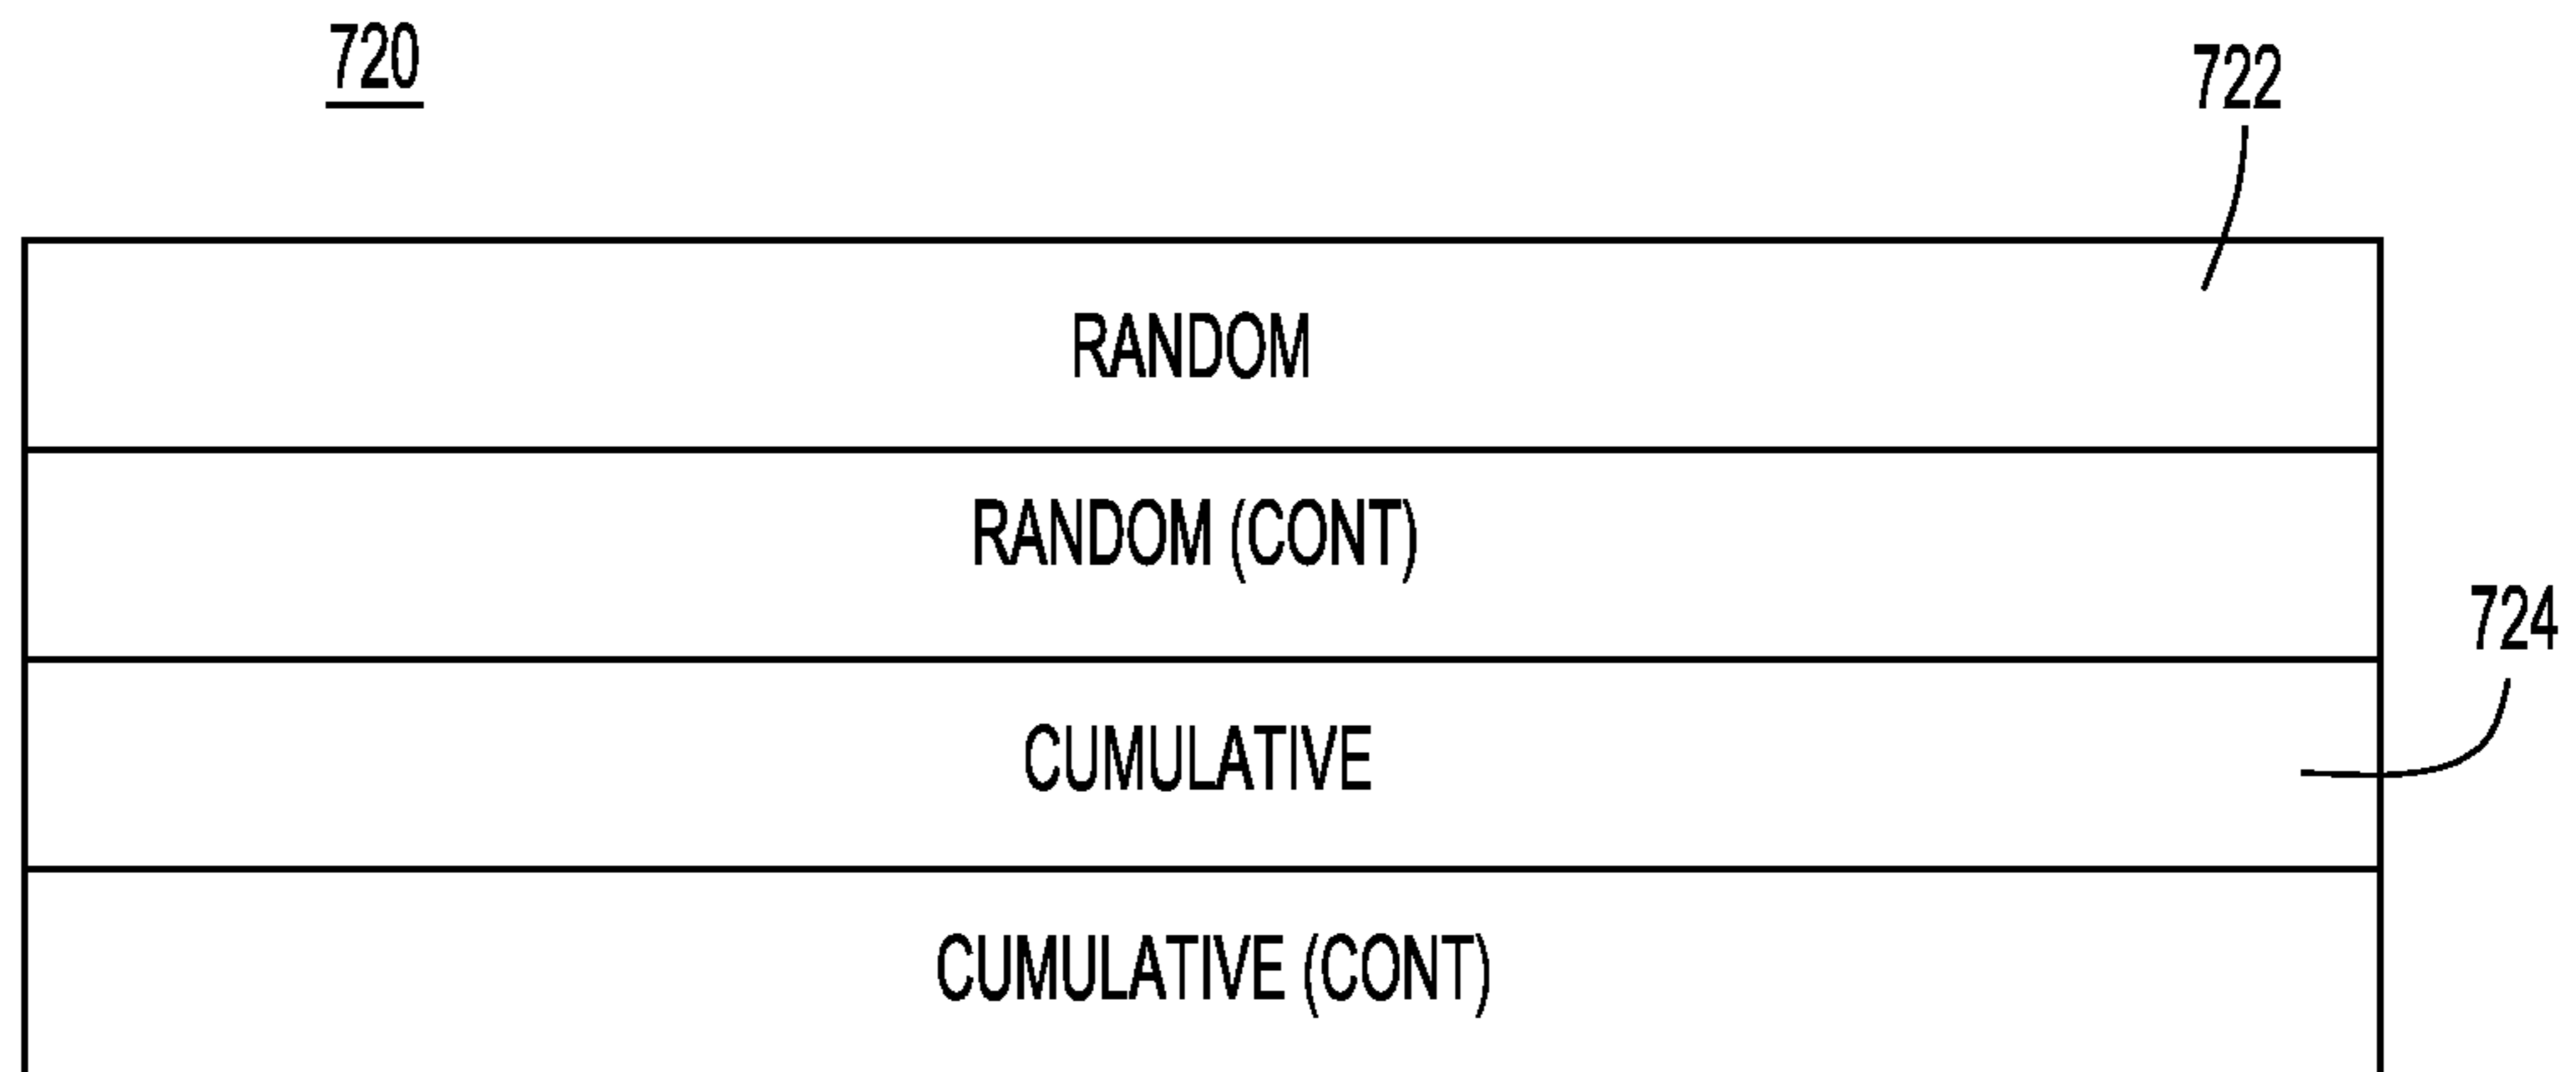 720
722
RANDOM
RANDOM (CONT)
724
CUMULATIVE
CUMULATIVE (CONT)